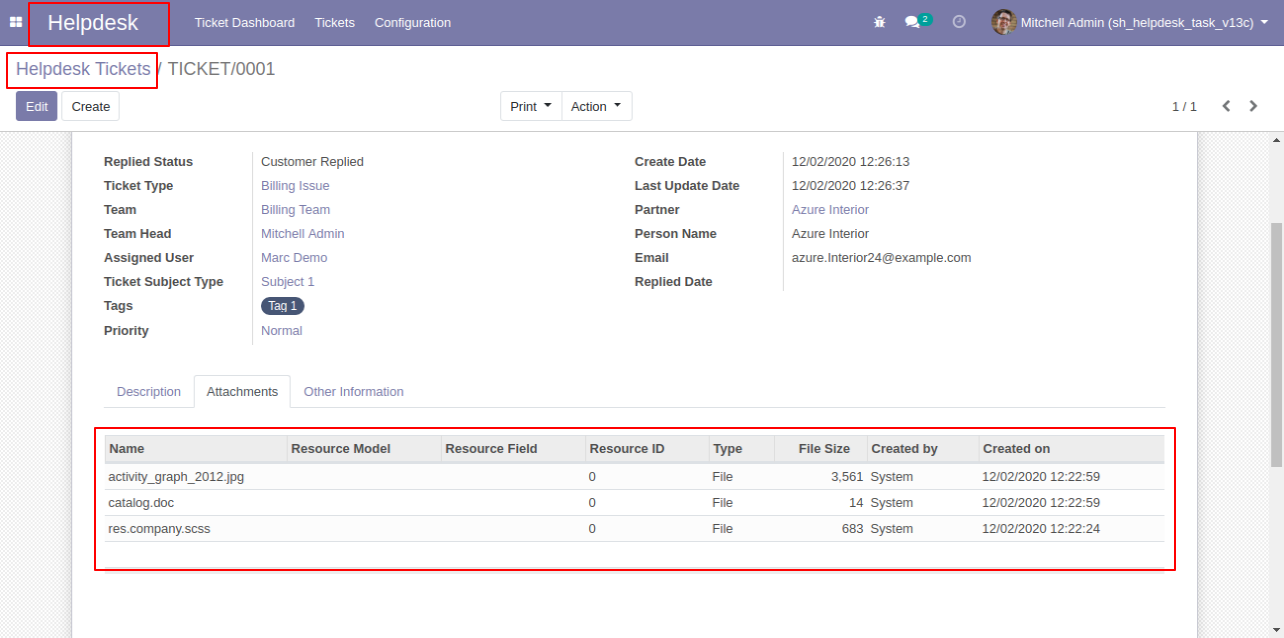 Helpdesk Ticket Dashboard Tickets Configuration 2 Mitchell Admin (sh_helpdesk_task_v13c)
Helpdesk Tickets / TICKET/0001
Edit Create Print Action 1 / 1
Replied Status Customer Replied Create Date 12/02/2020 12:26:13
Ticket Type Billing Issue Last Update Date 12/02/2020 12:26:37
Team Billing Team Partner Azure Interior
Team Head Mitchell Admin Person Name Azure Interior
Assigned User Marc Demo Email azure.Interior24@example.com
Ticket Subject Type Subject 1 Replied Date
Tags Tag 1
Priority Normal
Description Attachments Other Information
Name Resource Model Resource Field Resource ID Type File Size Created by Created on
activity_graph_2012.jpg 0 File 3,561 System 12/02/2020 12:22:59
catalog.doc 0 File 14 System 12/02/2020 12:22:59
res.company.scss 0 File 683 System 12/02/2020 12:22:24